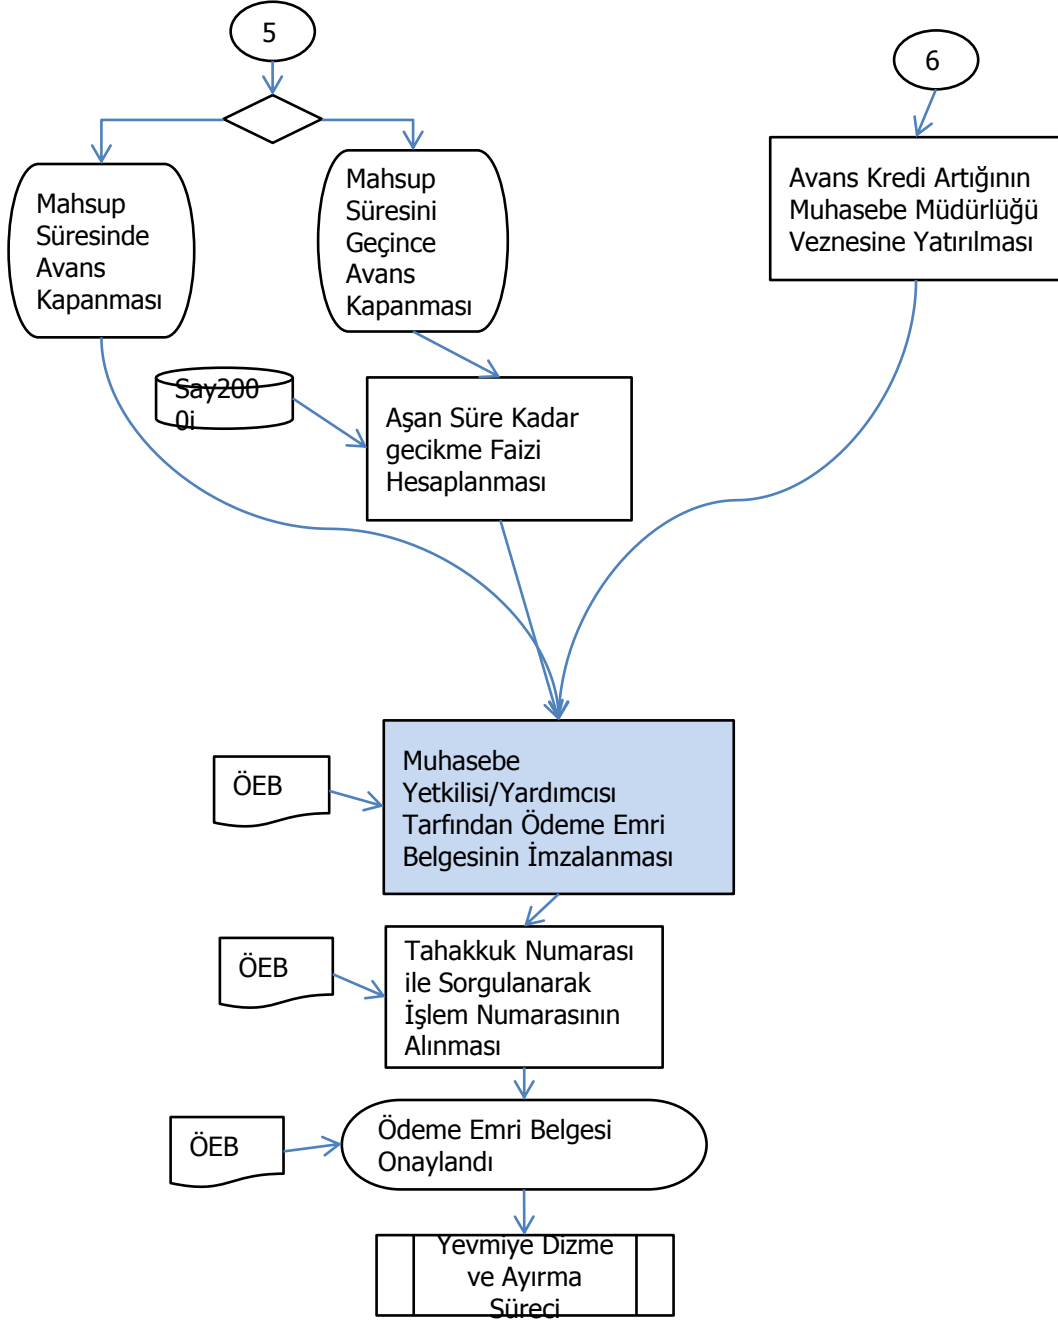 5
6
Mahsup
Süresinde
Avans
Kapanması
Mahsup
Süresini
Geçince
Avans
Kapanması
Avans Kredi Artığının
Muhasebe Müdürlüğü
Veznesine Yatırılması
Say200
0i
Aşan Süre Kadar
gecikme Faizi
Hesaplanması
ÖEB
Muhasebe
Yetkilisi/Yardımcısı
Tarfından Ödeme Emri
Belgesinin İmzalanması
ÖEB
Tahakkuk Numarası
ile Sorgulanarak
İşlem Numarasının
Alınması
ÖEB
Ödeme Emri Belgesi
Onaylandı
Yevmiye Dizme
ve Ayırma
Süreci